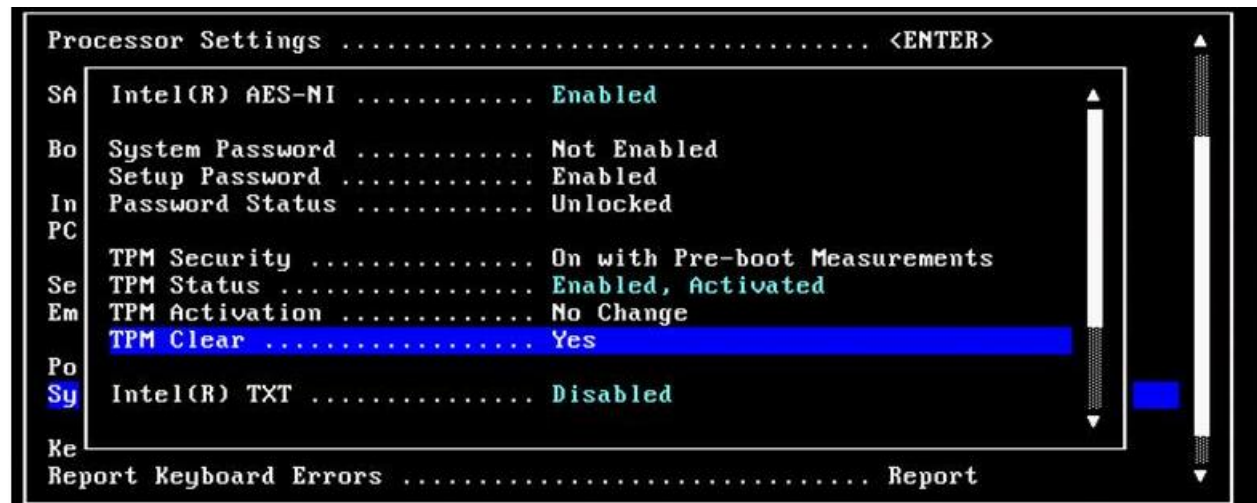 Processor Settings ................................... <ENTER>
SA
Intel(R) AES-NI ............ Enabled
Bo
System Password ............ Not Enabled
Setup Password ............. Enabled
In
Password Status ............ Unlocked
PC
TPM Security ............... On with Pre-boot Measurements
Se
TPM Status ................. Enabled, Activated
Em
TPM Activation ............. No Change
TPM Clear .................. Yes
Po
Sy
Intel(R) TXT ............... Disabled
Ke
Report Keyboard Errors ............................... Report